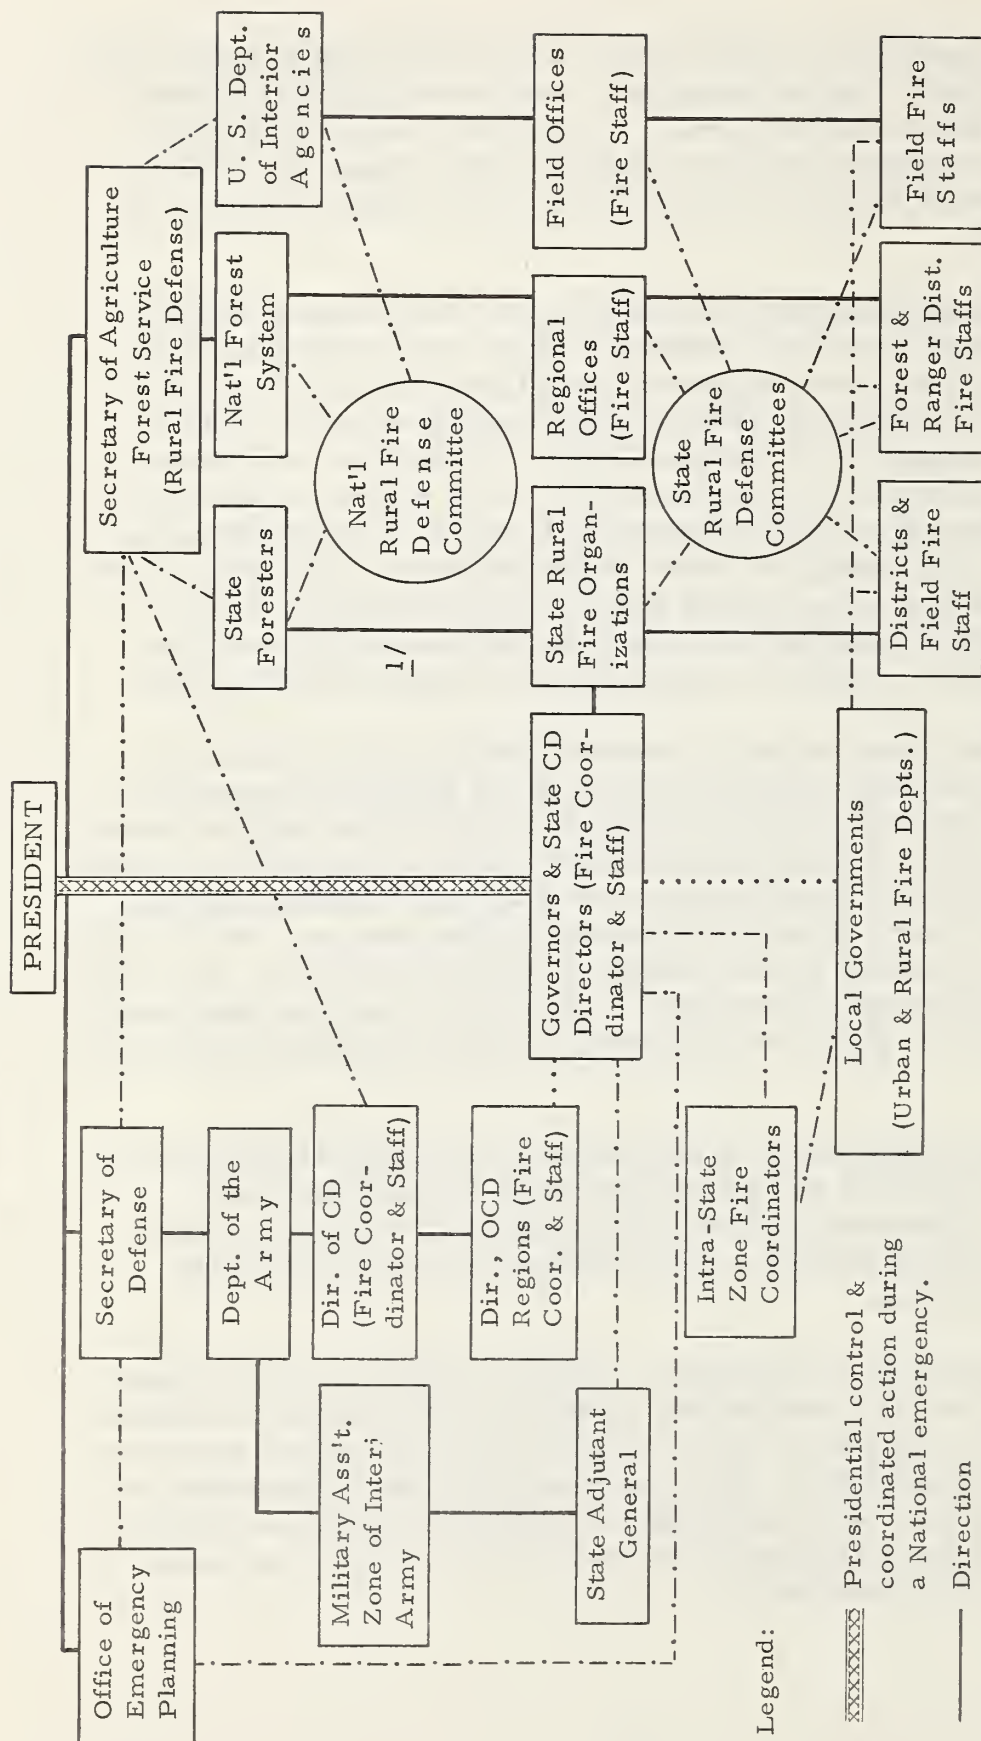 PRESIDENT
Office of
Emergency
Planning
Secretary of
Defense
Secretary of Agriculture
Forest Service
(Rural Fire Defense)
Dept. of the
Army
State
Foresters
Nat'l Forest
System
U. S. Dept.
of Interior
Agencies
Military Ass't.
Zone of
Army
Dir. of CD
(Fire Coor-
dinator & Staff)
1/
Nat'l
Rural Fire
Defense
Committee
Dir., OCD
Regions (Fire
Coor. & Staff)
Governors & State CD
Directors (Fire Coor-
dinator & Staff)
State Rural
Fire Organ-
izations
Regional
Offices
(Fire Staff)
Field Offices
(Fire Staff)
State Adjutant
General
State
Rural Fire
Defense
Committees
Intra-State
Zone Fire
Coordinators
Local Governments
(Urban & Rural Fire Depts.)
Districts &
Field Fire
Staff
Forest &
Ranger Dist.
Fire Staffs
Field Fire
Staffs
Legend:
XXXXXXXX Presidential control &
coordinated action during
a National emergency.
Direction